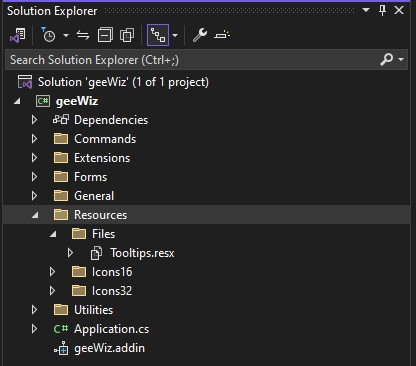 Solution Explorer
Search Solution Explorer (Ctrl+;)
Solution 'geeWiz' (1 of 1 project)
C# geeWiz
Dependencies
Commands
Extensions
Forms
General
Resources
Files
Tooltips.resx
Icons16
Icons32
Utilities
C# Application.cs
geeWiz.addin